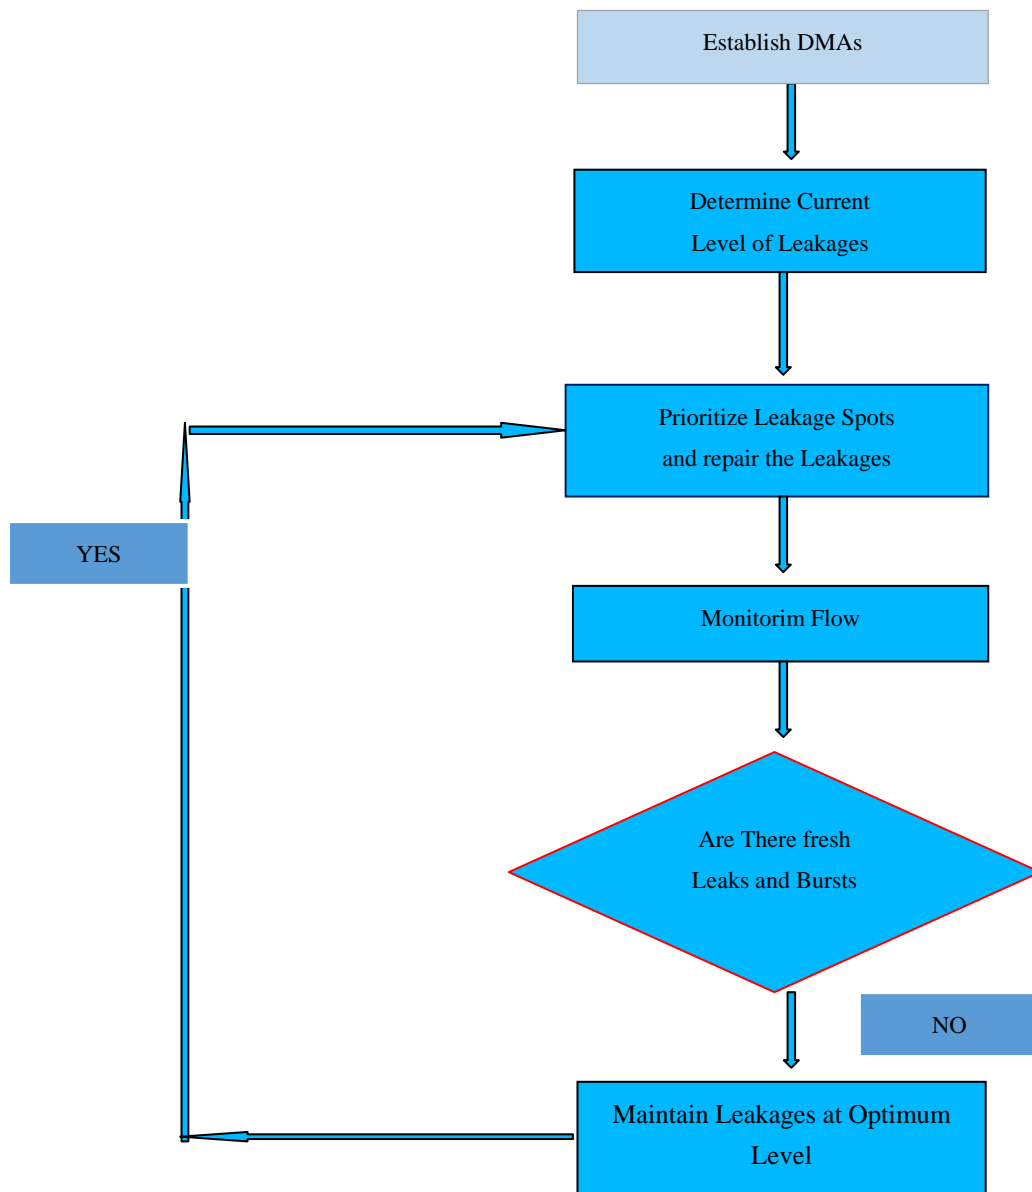 Establish DMAs
Determine Current
Level of Leakages
Prioritize Leakage Spots
and repair the Leakages
YES
Monitorim Flow
Are There fresh
Leaks and Bursts
NO
Maintain Leakages at Optimum
Level